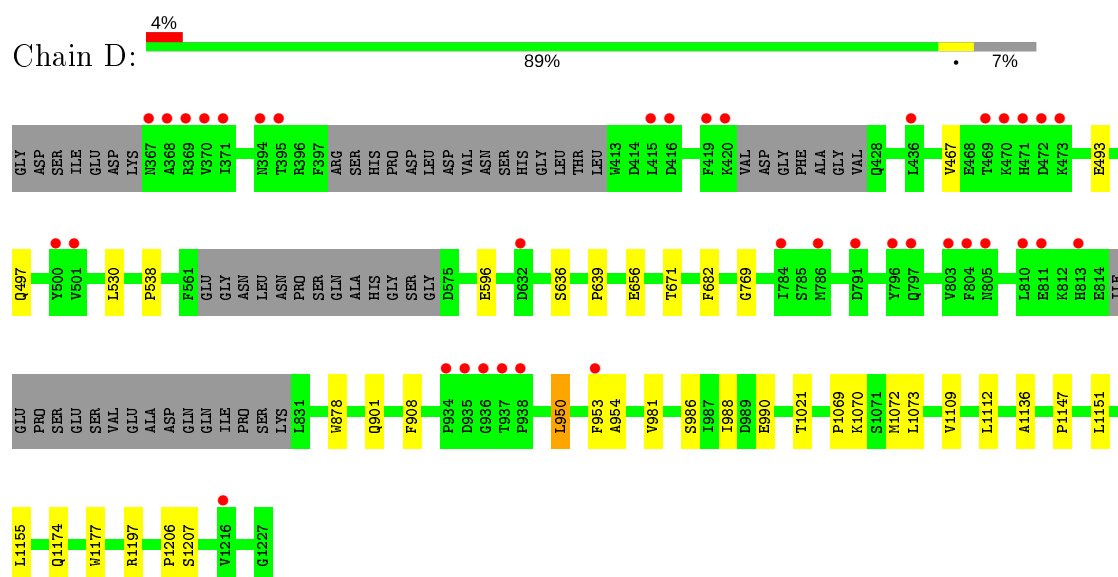 4%
Chain D:
89%
•
7%
GLY ASP SER ILE GLU ASP LYS N367 A368 R369 V370 I371 N394 T395 R396 F397 ARG SER HIS PRO ASP LEU ASP VAL ASN SER HIS GLY LEU THR LEU W413 D414 L415 D416 F419 K420 VAL ASP GLY PHE ALA GLY VAL Q428 L436 V467 E468 T469 K470 H471 D472 K473 E493
Q497 Y500 V501 L530 P538 F561 GLU GLY ASN LEU ASN PRO SER GLN ALA HIS GLY SER GLY D575 E596 D632 S636 P639 E656 T671 F682 G769 I784 S785 M786 D791 Y796 Q797 V803 F804 N805 L810 E811 K812 H813 E814 ILE
GLU PRO SER GLU SER VAL GLU ALA ASP GLN GLN ILE PRO SER LYS L831 W878 Q901 F908 P934 D935 G936 T937 P938 L950 F953 A954 V981 S986 I987 I988 D989 E990 T1021 P1069 K1070 S1071 M1072 L1073 V1109 L1112 A1136 P1147 L1151
L1155 Q1174 W1177 R1197 P1206 S1207 V1216 G1227